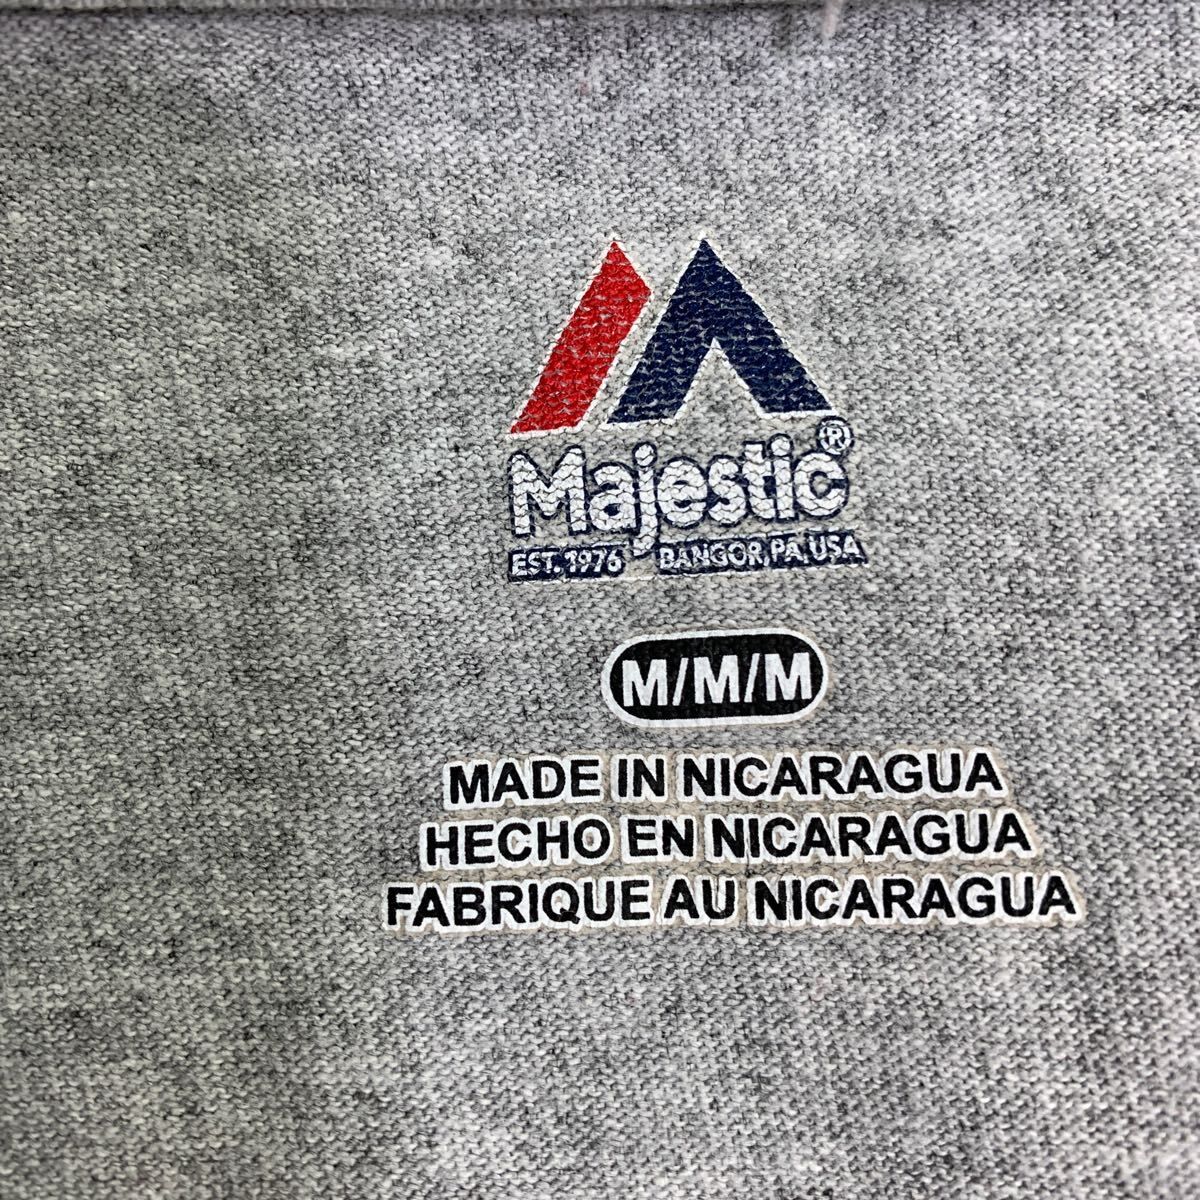 Majestic®
EST. 1976 BANGOR, PA. USA
M/M/M
MADE IN NICARAGUA
HECHO EN NICARAGUA
FABRIQUE AU NICARAGUA